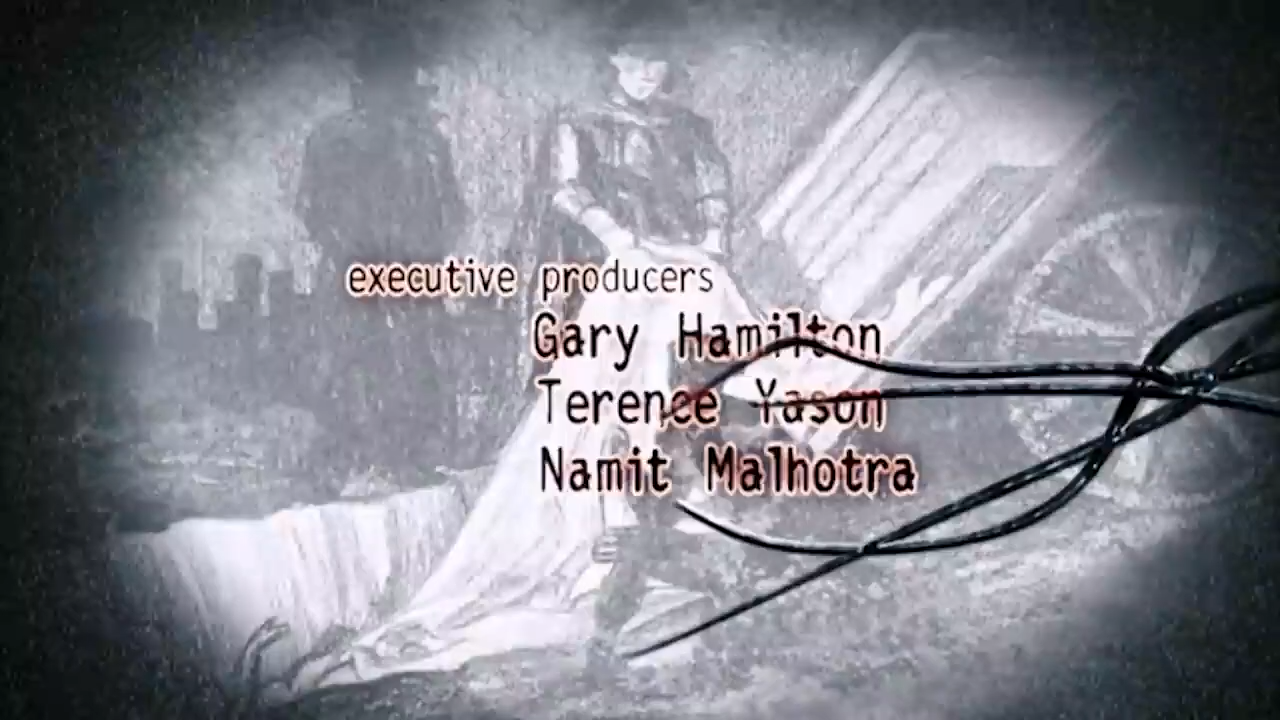 executive producers
Gary Hamilton
Terence Yason
Namit Malhotra